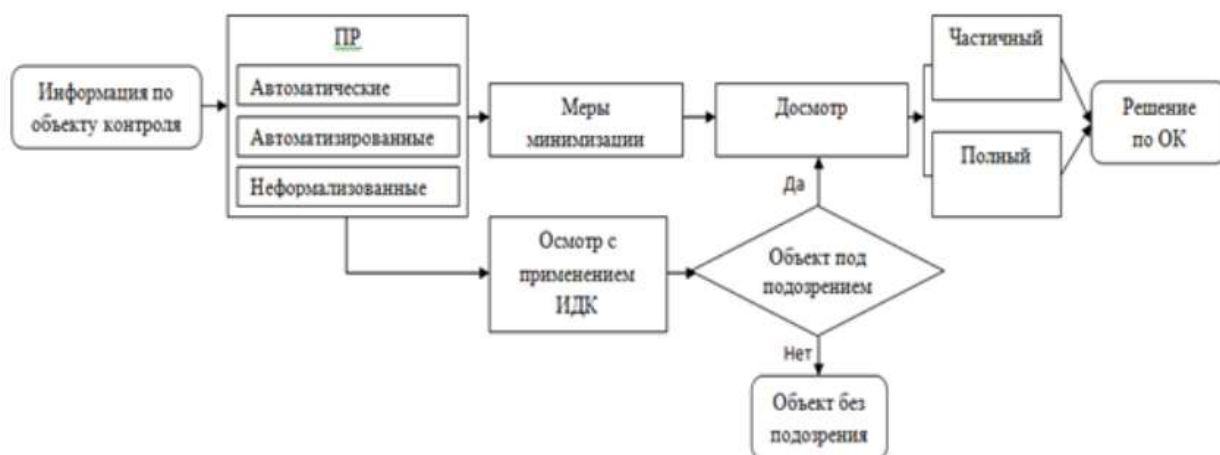 Информация по
объекту контроля
ПР
Автоматические
Автоматизированные
Неформализованные
Меры
минимизации
Досмотр
Частичный
Полный
Решение
по ОК
Осмотр с
применением
ИДК
Да
Объект под
подозрением
Нет
Объект без
подозрения